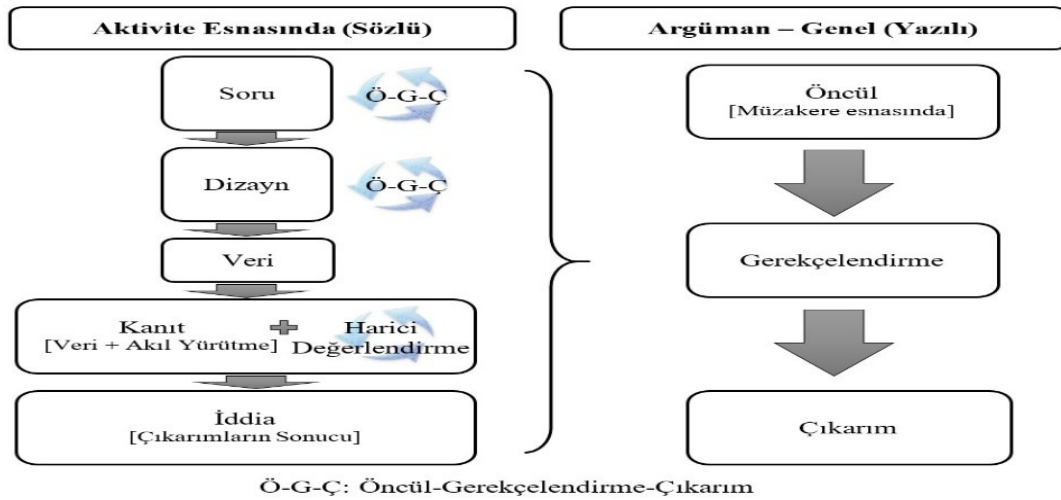 Aktivite Esnasında (Sözlü)
Soru
Ö-G-Ç
Dizayn
Ö-G-Ç
Veri
Kanıt
[Veri + Akıl Yürütme]
Harici
Değerlendirme
İddia
[Çıkarımların Sonucu]
Argüman – Genel (Yazılı)
Öncül
[Müzakere esnasında]
Gerekçelendirme
Çıkarım
Ö-G-Ç: Öncül-Gerekçelendirme-Çıkarım